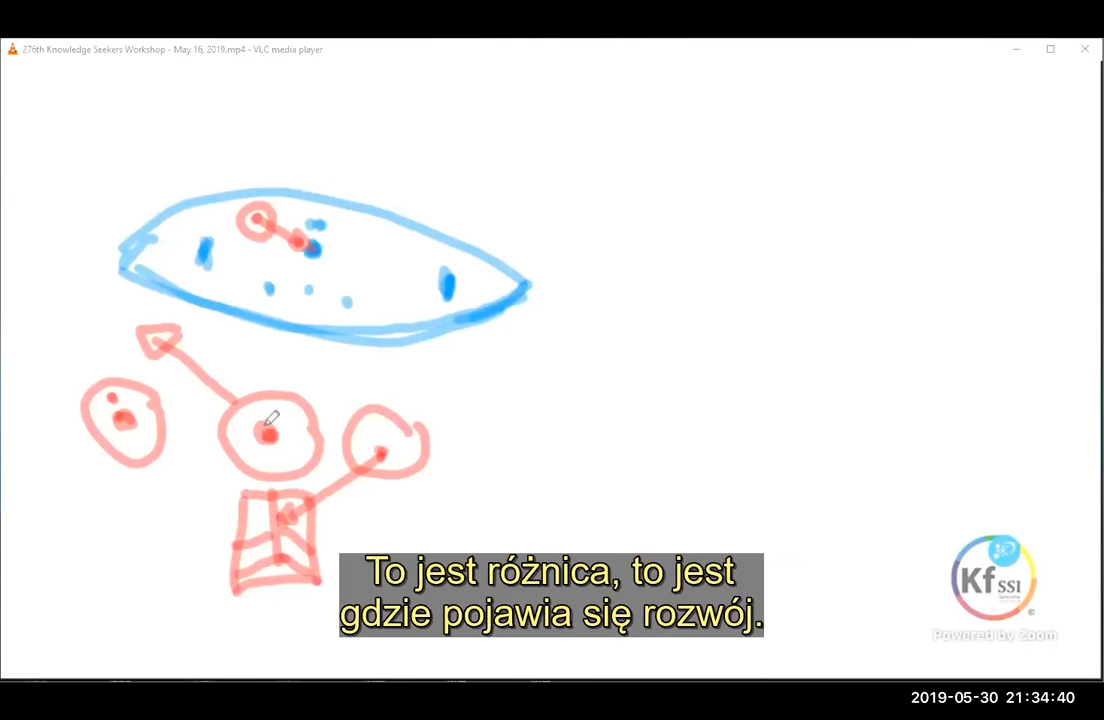 276th Knowledge Seekers Workshop - May 16, 2019.mp4 - VLC media player
To jest różnica, to jest
gdzie pojawia się rozwój.
Kf SSI
©
Powered by Zoom
2019-05-30 21:34:40